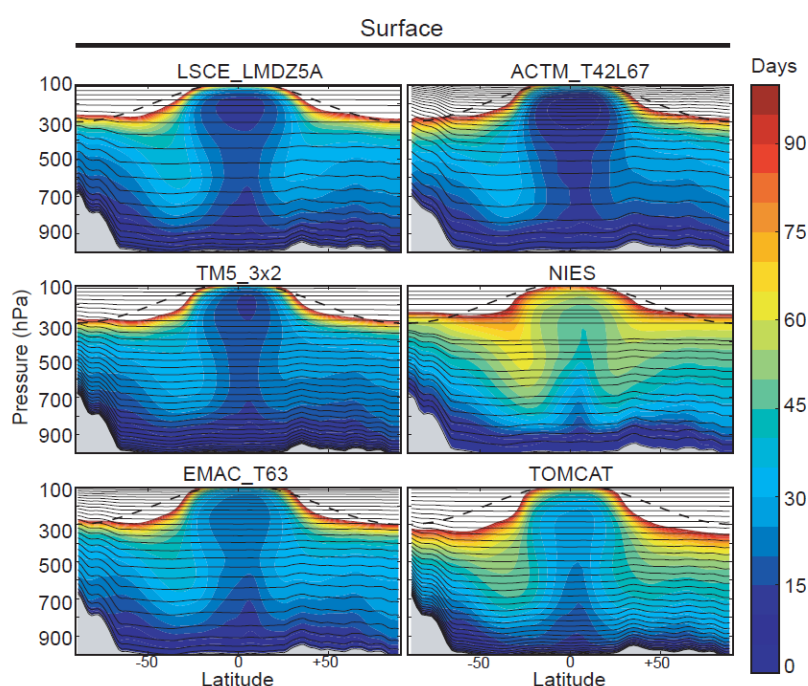 Surface
LSCE_LMDZ5A
ACTM_T42L67
Days
100
300
500
700
900
90
75
60
45
30
15
0
TM5_3x2
NIES
Pressure (hPa)
100
300
500
700
900
EMAC_T63
TOMCAT
100
300
500
700
900
-50 0 +50
-50 0 +50
Latitude
Latitude